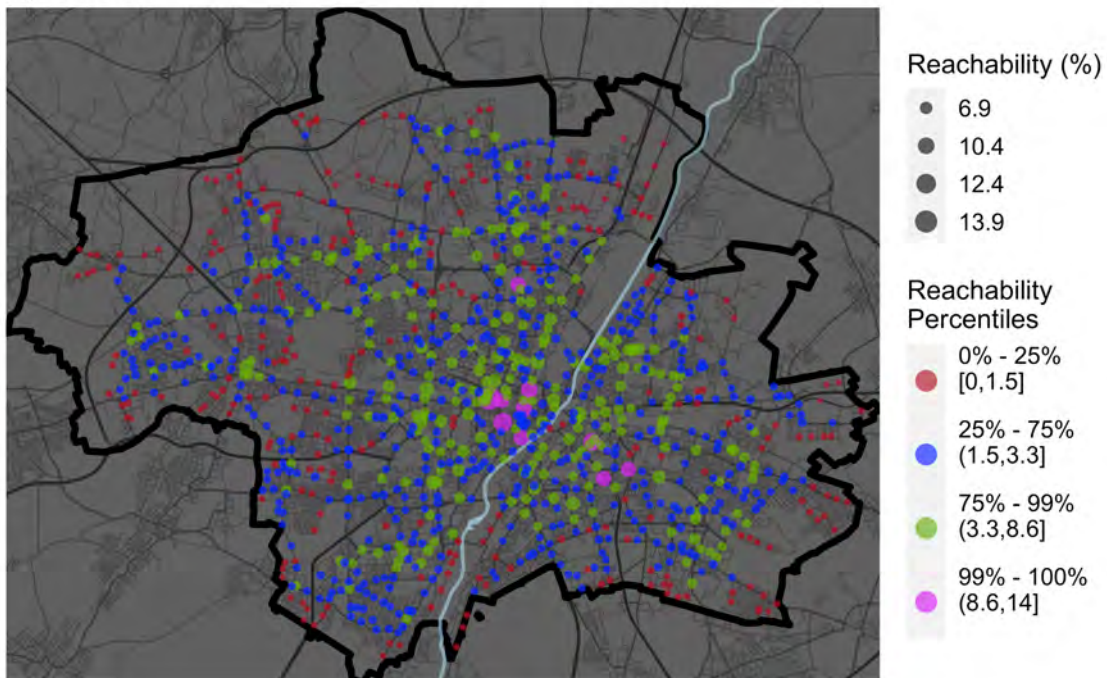 Reachability (%)
6.9
10.4
12.4
13.9
Reachability
Percentiles
0% - 25%
[0,1.5]
25% - 75%
(1.5,3.3]
75% - 99%
(3.3,8.6]
99% - 100%
(8.6,14]